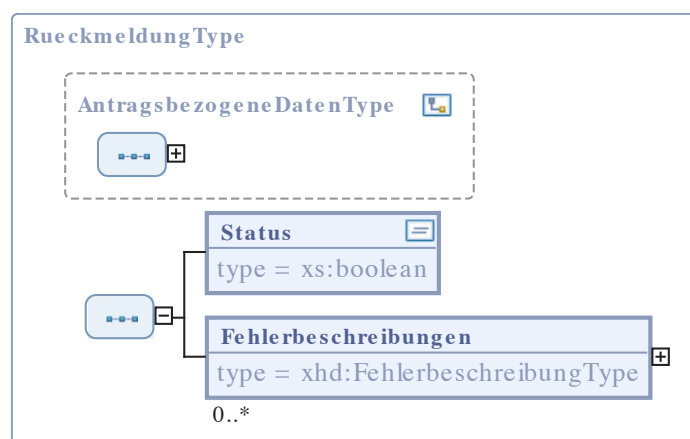 RueckmeldungType
AntragsbezogeneDatenType
Status
type = xs:boolean
Fehlerbeschreibungen
type = xhd:FehlerbeschreibungType
0..*